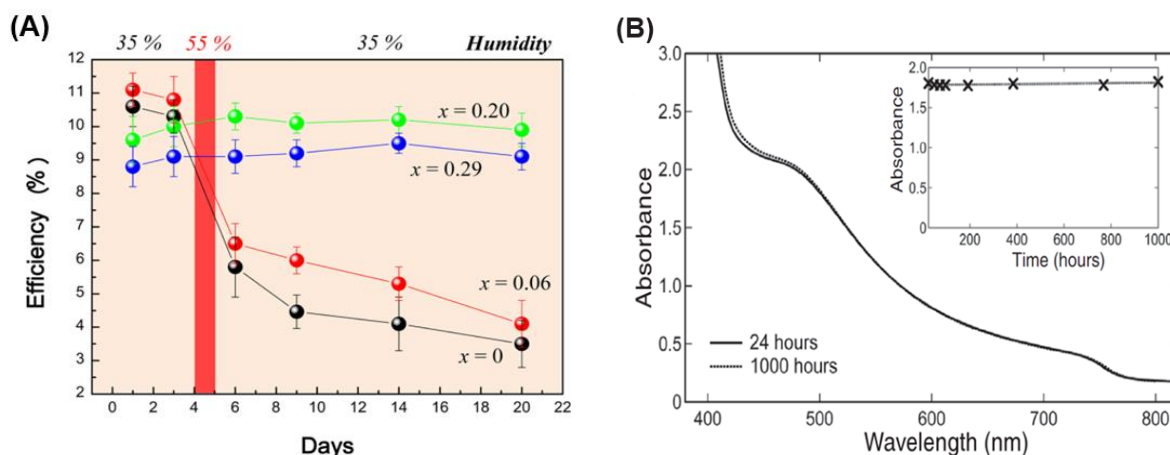 (A)
35 % 55 % 35 % Humidity
12
11
10
9
8
7
6
5
4
3
2
0 2 4 6 8 10 12 14 16 18 20 22
Efficiency (%)
Days
x = 0.20
x = 0.29
x = 0.06
x = 0
(B)
3.0
2.5
2.0
1.5
1.0
0.5
0.0
400 500 600 700 800
Absorbance
Wavelength (nm)
24 hours
1000 hours
2.0
1.5
1.0
0.5
0
200 400 600 800 1000
Absorbance
Time (hours)